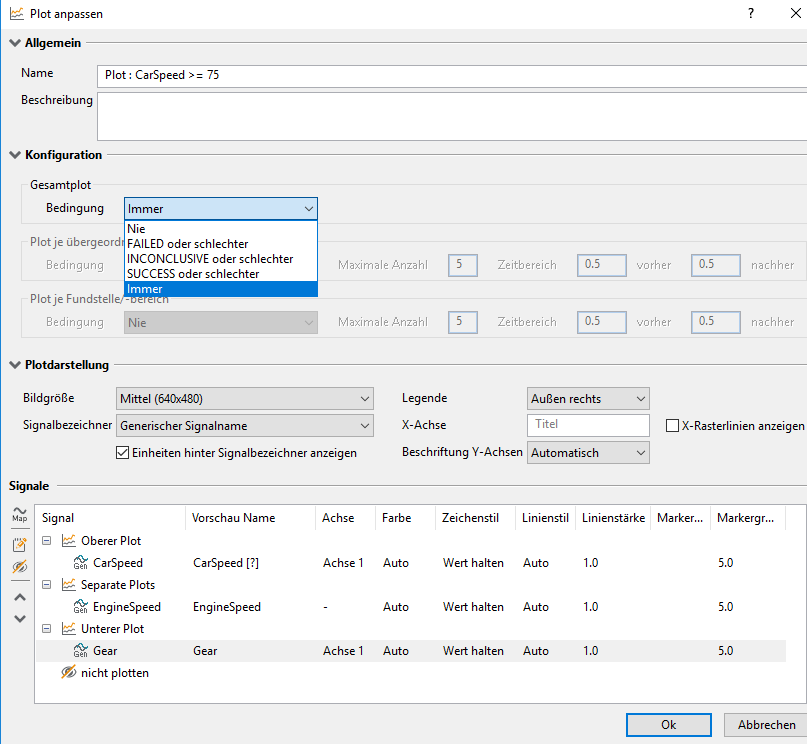 Plot anpassen ? ×
Allgemein
Name Plot : CarSpeed >= 75
Beschreibung
Konfiguration
Gesamtplot
Bedingung Immer
Nie
FAILED oder schlechter
Plot je übergeordn
INCONCLUSIVE oder schlechter
Bedingung Maximale Anzahl 5 Zeitbereich 0.5 vorher 0.5 nachher
SUCCESS oder schlechter
Immer
Plot je Fundstelle/-bereich
Bedingung Nie Maximale Anzahl 5 Zeitbereich 0.5 vorher 0.5 nachher
Plotdarstellung
Bildgröße Mittel (640x480) Legende Außen rechts
Signalbezeichner Generischer Signalname X-Achse Titel X-Rasterlinien anzeigen
Einheiten hinter Signalbezeichner anzeigen Beschriftung Y-Achsen Automatisch
Signale
Map Signal Vorschau Name Achse Farbe Zeichenstil Linienstil Linienstärke Marker... Markergr...
Oberer Plot
Gen CarSpeed CarSpeed [?] Achse 1 Auto Wert halten Auto 1.0 5.0
Separate Plots
Gen EngineSpeed EngineSpeed - Auto Wert halten Auto 1.0 5.0
Unterer Plot
Gen Gear Gear Achse 1 Auto Wert halten Auto 1.0 5.0
nicht plotten
Ok Abbrechen